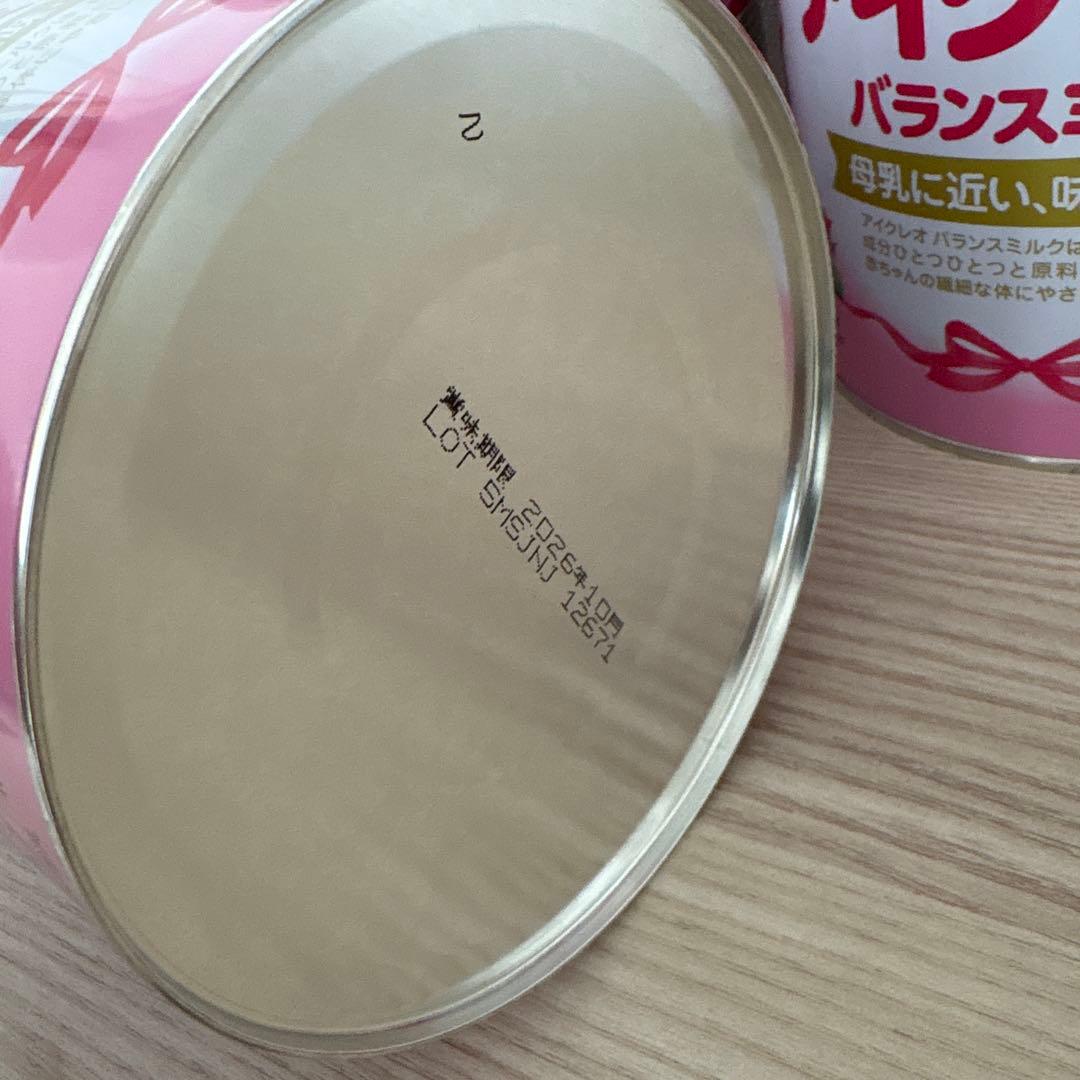 乙
賞味期限 2026年10月
LOT 6MSJNJ 12671
アイク
バランスミ
母乳に近い、味
アイクレオ バランスミルクは
成分ひとつひとつと原料
赤ちゃんの繊細な体にやさ